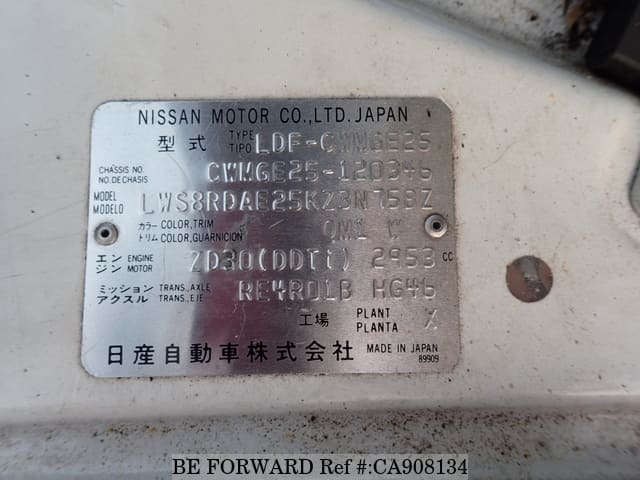 NISSAN MOTOR CO.,LTD. JAPAN
型式 TYPE TIPO LDF-CWMGE25
CHASSIS NO. NO. DE CHASIS CWMGE25-120346
MODEL MODELO LWS8RDAE25KZ3N75BZ
カラー COLOR,TRIM
トリム COLOR,GUARNICION QM1 W
エンジン ENGINE MOTOR ZD30(DDTi) 2953 cc
ミッション TRANS.,AXLE
アクスル TRANS.,EJE RE4R01B HG46
工場 PLANT PLANTA X
日産自動車株式会社 MADE IN JAPAN
89909
BE FORWARD Ref #:CA908134